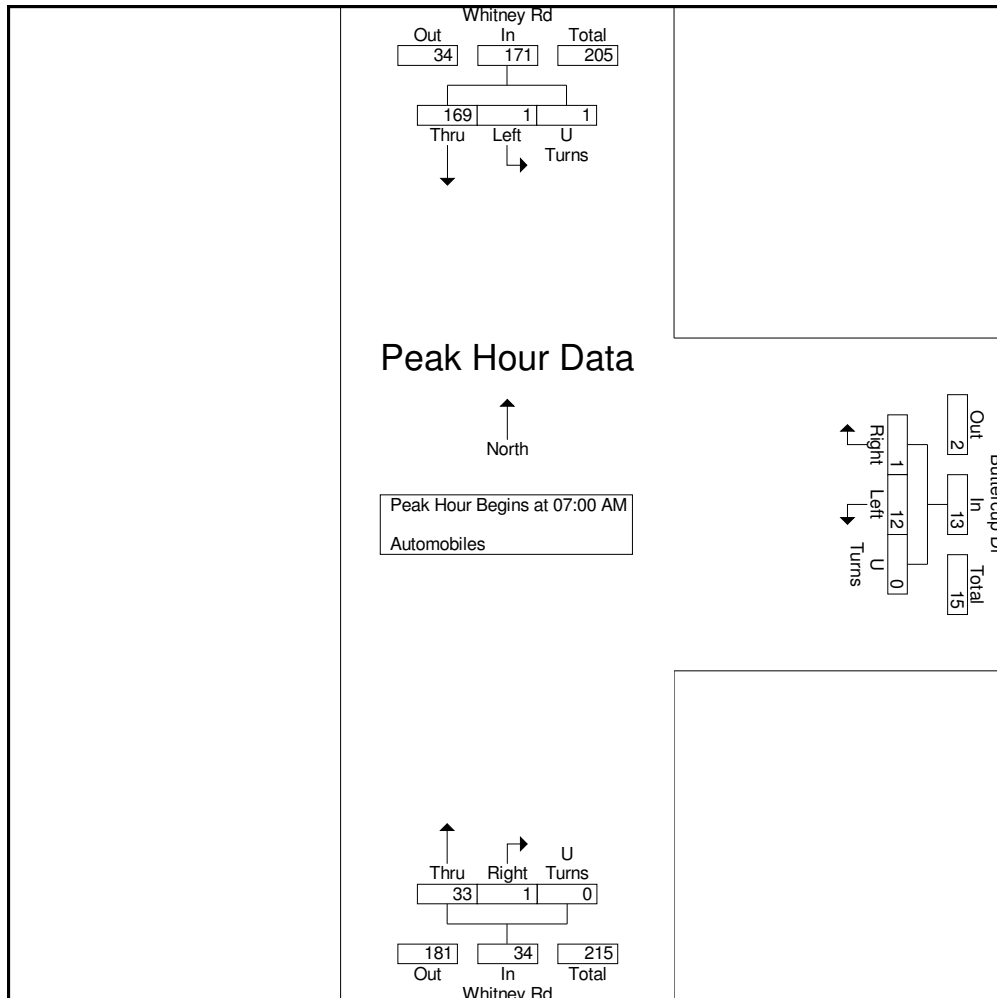 Whitney Rd
Out In Total
34 171 205
169 1 1
Thru Left U
Turns
Peak Hour Data
North
Peak Hour Begins at 07:00 AM
Automobiles
Out In Total
2 13 15
1 12 0
Right Left U
Turns
U
Thru Right Turns
33 1 0
181 34 215
Out In Total
Whitney Rd